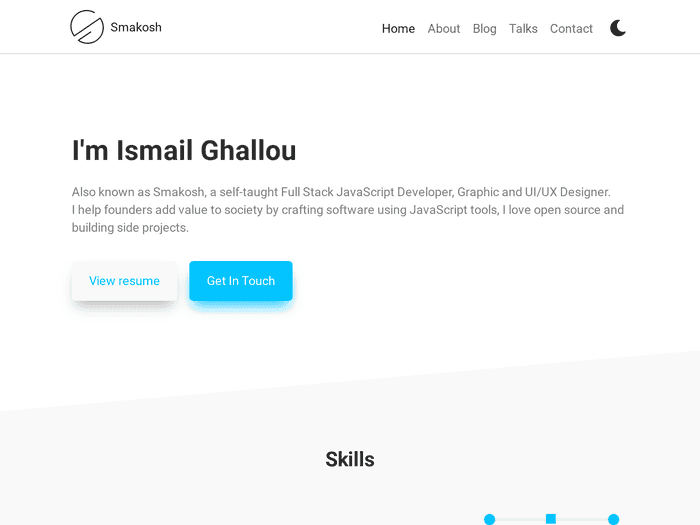 Smakosh
Home About Blog Talks Contact
I'm Ismail Ghallou
Also known as Smakosh, a self-taught Full Stack JavaScript Developer, Graphic and UI/UX Designer.
I help founders add value to society by crafting software using JavaScript tools, I love open source and
building side projects.
View resume Get In Touch
Skills